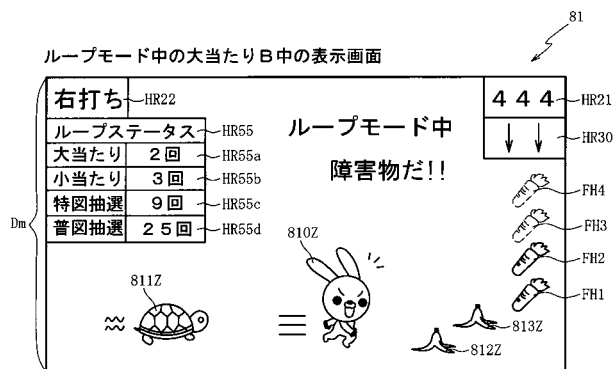 81
ループモード中の大当たりB中の表示画面
右打ち HR22
444 HR21
ループステータス HR55
ループモード中
↓ ↓ HR30
大当たり 2回 HR55a
障害物だ!!
小当たり 3回 HR55b
FH4
特図抽選 9回 HR55c
FH3
Dm
普図抽選 25回 HR55d
810Z
FH2
811Z
FH1
813Z
812Z